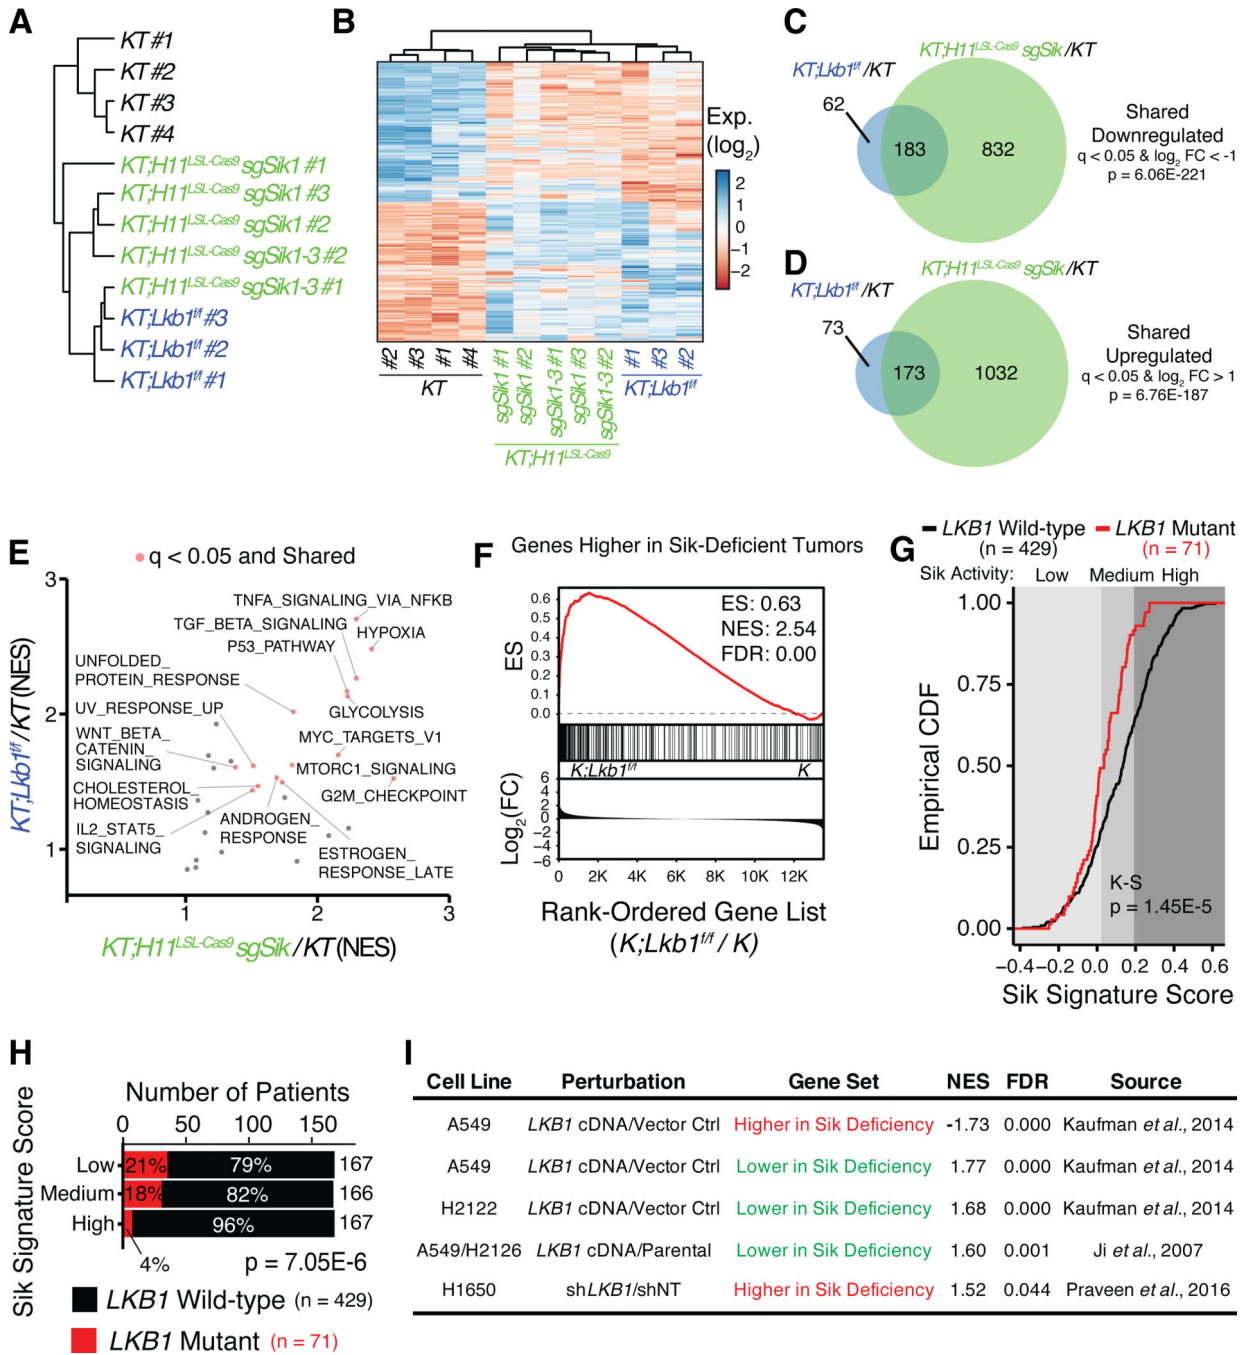 A
KT #1
KT #2
KT #3
KT #4
KT;H11LSL-Cas9 sgSik1 #1
KT;H11LSL-Cas9 sgSik1 #3
KT;H11LSL-Cas9 sgSik1 #2
KT;H11LSL-Cas9 sgSik1-3 #2
KT;H11LSL-Cas9 sgSik1-3 #1
KT;Lkb1f/f #3
KT;Lkb1f/f #2
KT;Lkb1f/f #1
B
Exp.
(log2)
2
1
0
−1
−2
#2
#3
#1
#4
KT
sgSik1 #1
sgSik1 #2
sgSik1-3 #1
sgSik1 #3
sgSik1-3 #2
KT;H11LSL-Cas9
#1
#3
#2
KT;Lkb1f/f
C
KT;H11LSL-Cas9 sgSik/KT
KT;Lkb1f/f /KT
62
183
832
Shared
Downregulated
q < 0.05 & log2 FC < -1
p = 6.06E-221
D
KT;H11LSL-Cas9 sgSik/KT
KT;Lkb1f/f /KT
73
173
1032
Shared
Upregulated
q < 0.05 & log2 FC > 1
p = 6.76E-187
E
q < 0.05 and Shared
3
2
1
KT;Lkb1f/f /KT (NES)
TNFA_SIGNALING_VIA_NFKB
TGF_BETA_SIGNALING
HYPOXIA
P53_PATHWAY
UNFOLDED_
PROTEIN_RESPONSE
GLYCOLYSIS
UV_RESPONSE_UP
MYC_TARGETS_V1
WNT_BETA_
CATENIN_
SIGNALING
MTORC1_SIGNALING
CHOLESTEROL_
HOMEOSTASIS
G2M_CHECKPOINT
ANDROGEN_
RESPONSE
IL2_STAT5_
SIGNALING
ESTROGEN_
RESPONSE_LATE
1
2
3
KT;H11LSL-Cas9 sgSik/KT (NES)
F
Genes Higher in Sik-Deficient Tumors
ES: 0.63
NES: 2.54
FDR: 0.00
ES
0.6
0.5
0.4
0.3
0.2
0.1
0.0
K;Lkb1f/f
K
Log2(FC)
6
4
2
0
−2
−4
−6
0
2K
4K
6K
8K
10K
12K
Rank-Ordered Gene List
(K;Lkb1f/f / K)
G
LKB1 Wild-type
(n = 429)
LKB1 Mutant
(n = 71)
Sik Activity:
Low
Medium
High
Empirical CDF
1.00
0.75
0.50
0.25
0.00
K-S
p = 1.45E-5
−0.4
−0.2
0.0
0.2
0.4
0.6
Sik Signature Score
H
Number of Patients
0
50
100
150
Sik Signature Score
Low
21%
79%
167
Medium
18%
82%
166
High
96%
167
4%
p = 7.05E-6
LKB1 Wild-type (n = 429)
LKB1 Mutant (n = 71)
I
Cell Line Perturbation Gene Set NES FDR Source
A549 LKB1 cDNA/Vector Ctrl Higher in Sik Deficiency -1.73 0.000 Kaufman et al., 2014
A549 LKB1 cDNA/Vector Ctrl Lower in Sik Deficiency 1.77 0.000 Kaufman et al., 2014
H2122 LKB1 cDNA/Vector Ctrl Lower in Sik Deficiency 1.68 0.000 Kaufman et al., 2014
A549/H2126 LKB1 cDNA/Parental Lower in Sik Deficiency 1.60 0.001 Ji et al., 2007
H1650 shLKB1/shNT Higher in Sik Deficiency 1.52 0.044 Praveen et al., 2016